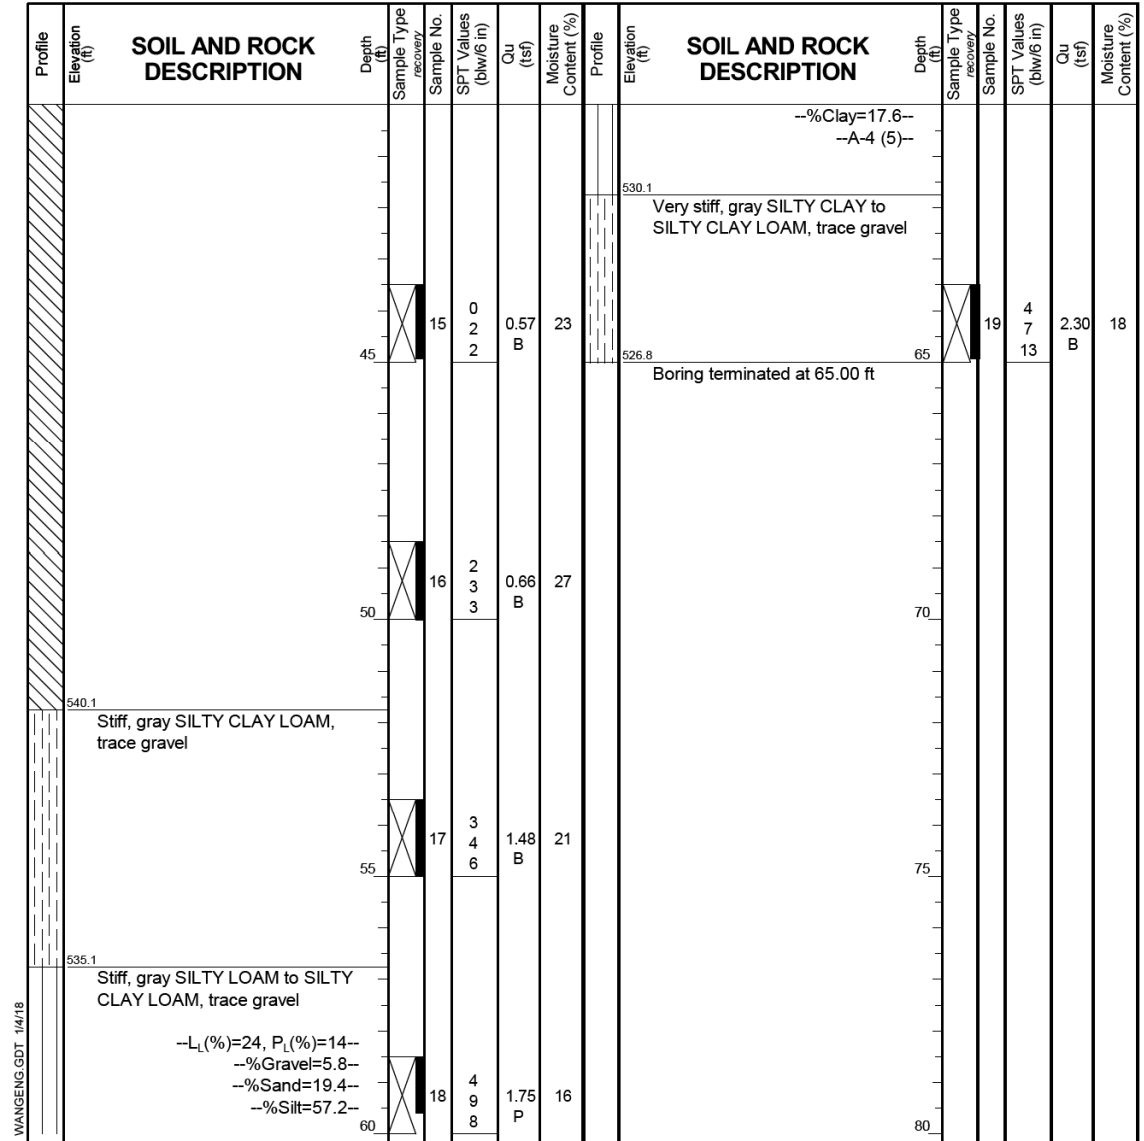 Profile
Elevation
(ft)
SOIL AND ROCK
DESCRIPTION
Depth
(ft)
Sample Type
recovery
Sample No.
SPT Values
(blw/6 in)
Qu
(tsf)
Moisture
Content (%)
15
0
2
2
0.57
B
23
45
16
2
3
3
0.66
B
27
50
540.1
Stiff, gray SILTY CLAY LOAM,
trace gravel
17
3
4
6
1.48
B
21
55
535.1
Stiff, gray SILTY LOAM to SILTY
CLAY LOAM, trace gravel
--LL(%)=24, PL(%)=14--
--%Gravel=5.8--
--%Sand=19.4--
--%Silt=57.2--
18
4
9
8
1.75
P
16
60
Profile
Elevation
(ft)
SOIL AND ROCK
DESCRIPTION
Depth
(ft)
Sample Type
recovery
Sample No.
SPT Values
(blw/6 in)
Qu
(tsf)
Moisture
Content (%)
--%Clay=17.6--
--A-4 (5)--
530.1
Very stiff, gray SILTY CLAY to
SILTY CLAY LOAM, trace gravel
19
4
7
13
2.30
B
18
526.8
65
Boring terminated at 65.00 ft
70
75
80
WANGENG.GDT 1/4/18